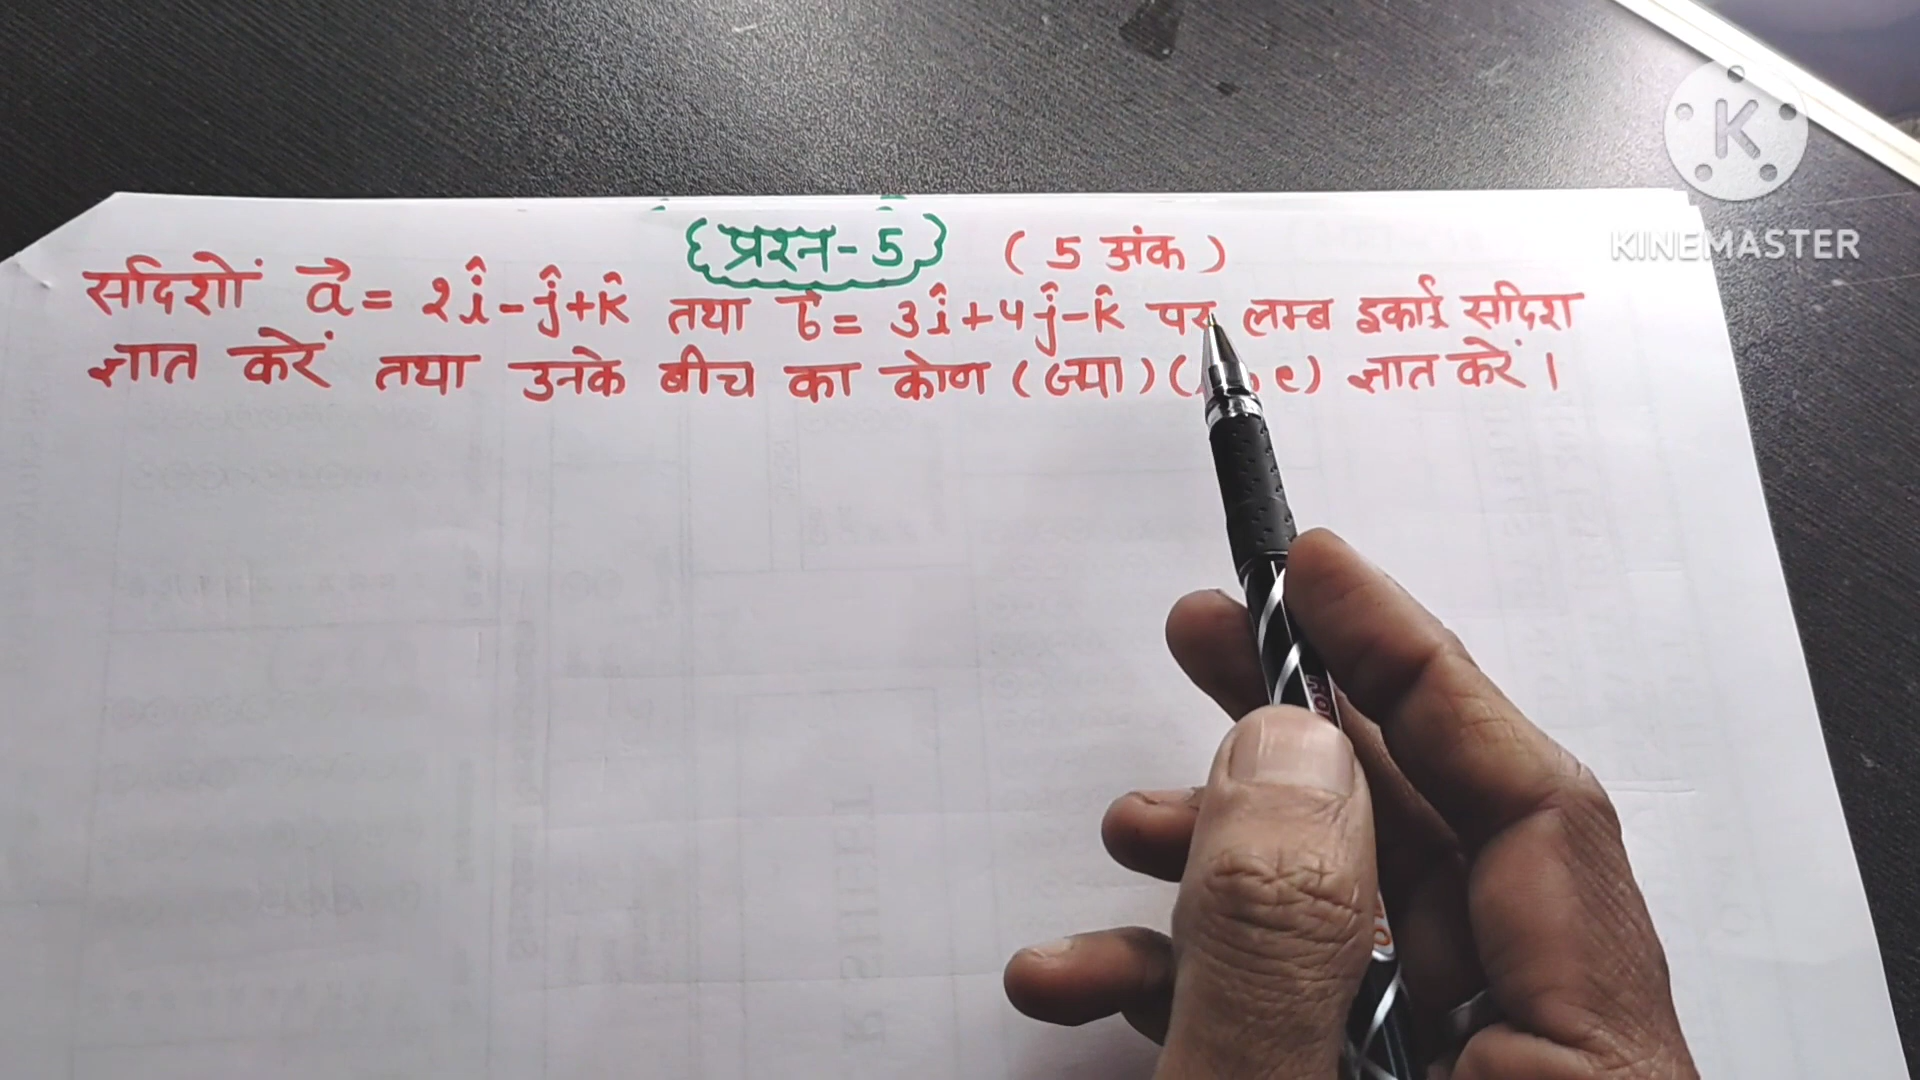 {प्रश्न-5} (5 अंक)
सदिशों a⃗ = 2î-ĵ+k̂ तथा b⃗ = 3î+4ĵ-k̂ पर लम्ब इकाई सदिश
ज्ञात करें तथा उनके बीच का कोण (ज्या) ( ज्ञात करें ।
K
KINEMASTER